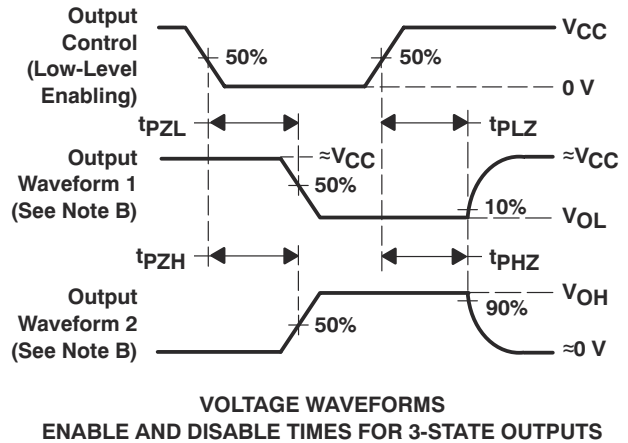 Output
Control
(Low-Level
Enabling)
50%
50%
VCC
0 V
tPZL
tPLZ
Output
Waveform 1
(See Note B)
≈VCC
50%
10%
≈VCC
VOL
tPZH
tPHZ
Output
Waveform 2
(See Note B)
50%
90%
VOH
≈0 V
VOLTAGE WAVEFORMS
ENABLE AND DISABLE TIMES FOR 3-STATE OUTPUTS